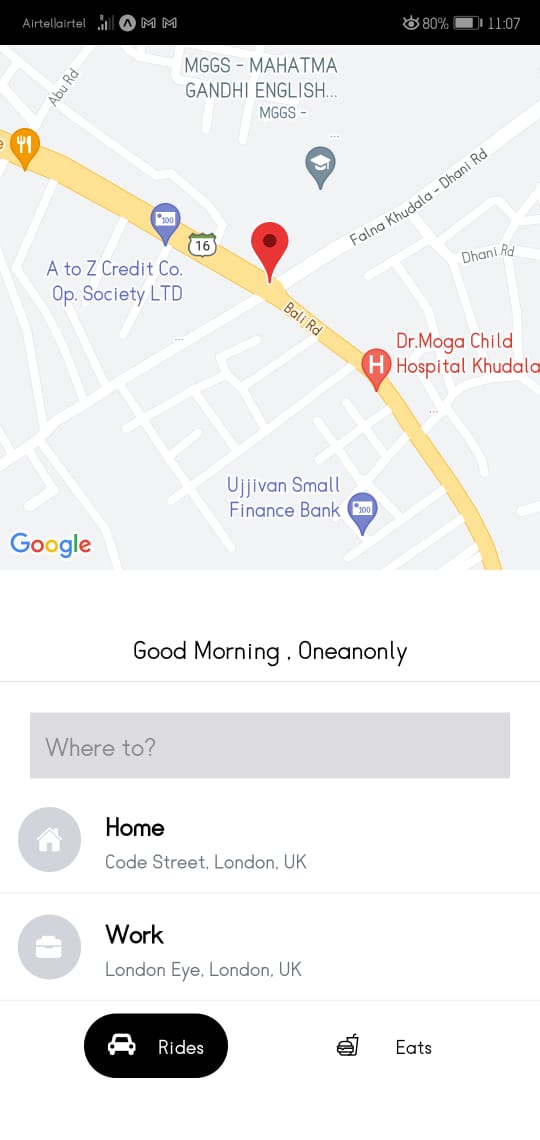 Airtellairtel 80% 11:07
MGGS - MAHATMA
GANDHI ENGLISH...
MGGS -
...
Abu Rd
e
100
16
Falna Khudala - Dhani Rd
Dhani Rd
A to Z Credit Co.
Op. Society LTD
...
Bali Rd
H
Dr.Moga Child
Hospital Khudala
...
Ujjivan Small
Finance Bank
100
Google
Good Morning , Oneanonly
Where to?
Home
Code Street, London, UK
Work
London Eye, London, UK
Rides Eats